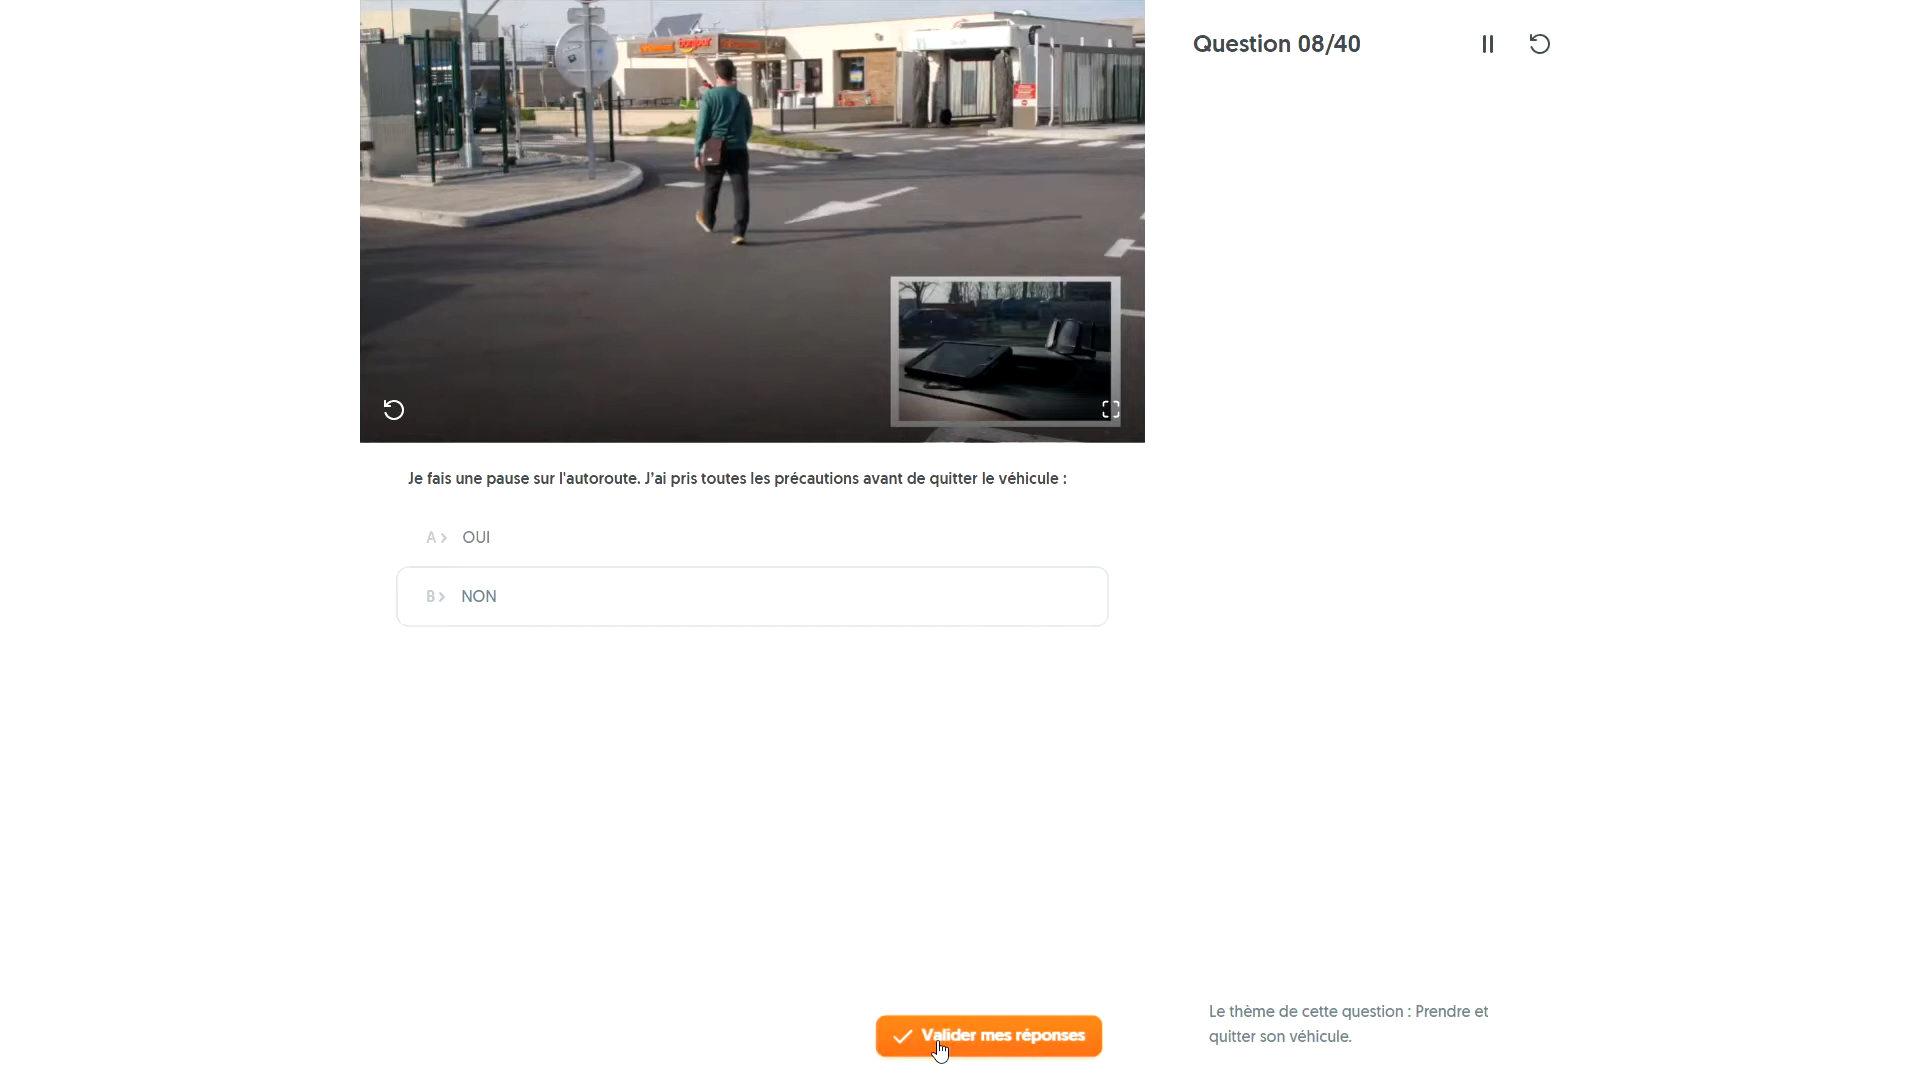 bonjour
Question 08/40
Je fais une pause sur l'autoroute. J'ai pris toutes les précautions avant de quitter le véhicule :
A OUI
B NON
Valider mes réponses
Le thème de cette question : Prendre et
quitter son véhicule.